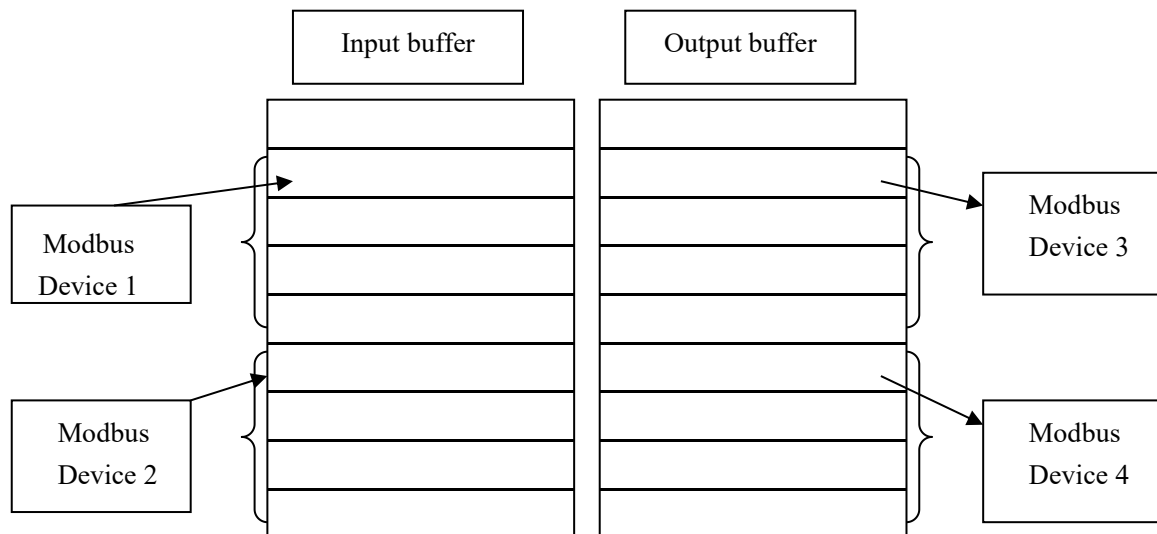 Input buffer
Output buffer
Modbus
Device 1
Modbus
Device 3
Modbus
Device 2
Modbus
Device 4